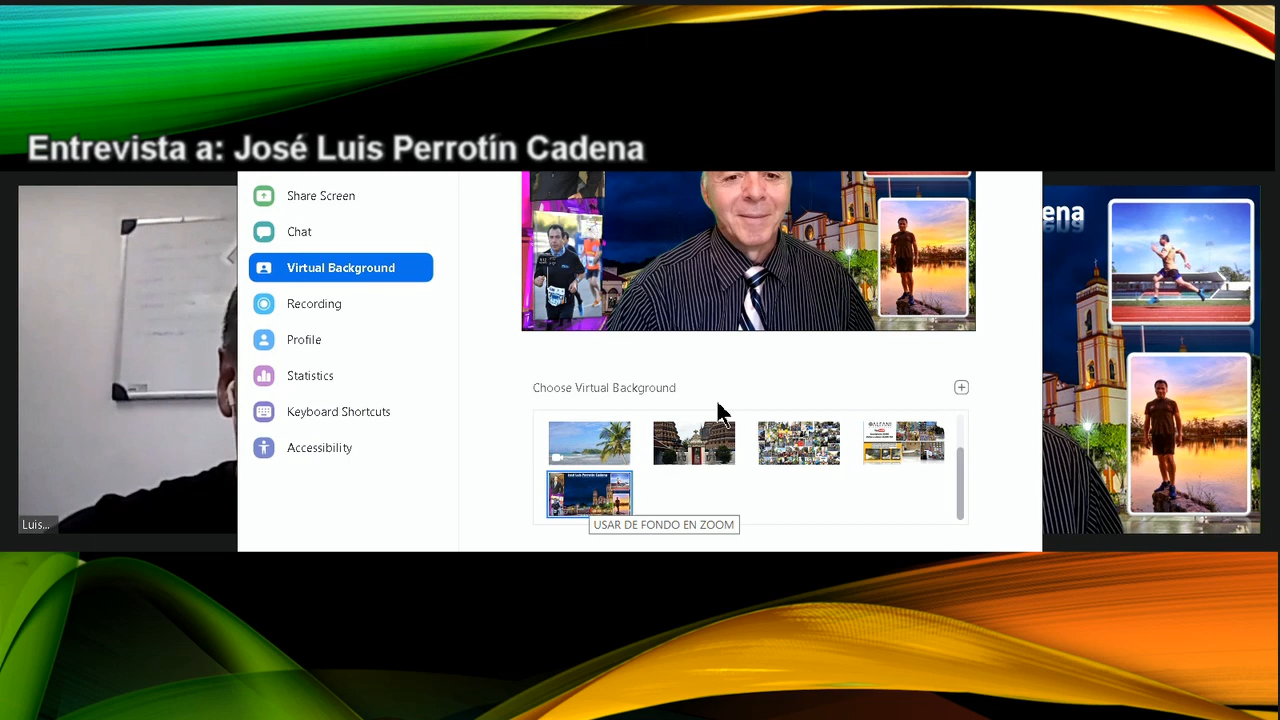 Entrevista a: José Luis Perrotín Cadena
Share Screen
Chat
Virtual Background
Recording
Profile
Statistics
Keyboard Shortcuts
Accessibility
Choose Virtual Background
USAR DE FONDO EN ZOOM
ena
Luis...